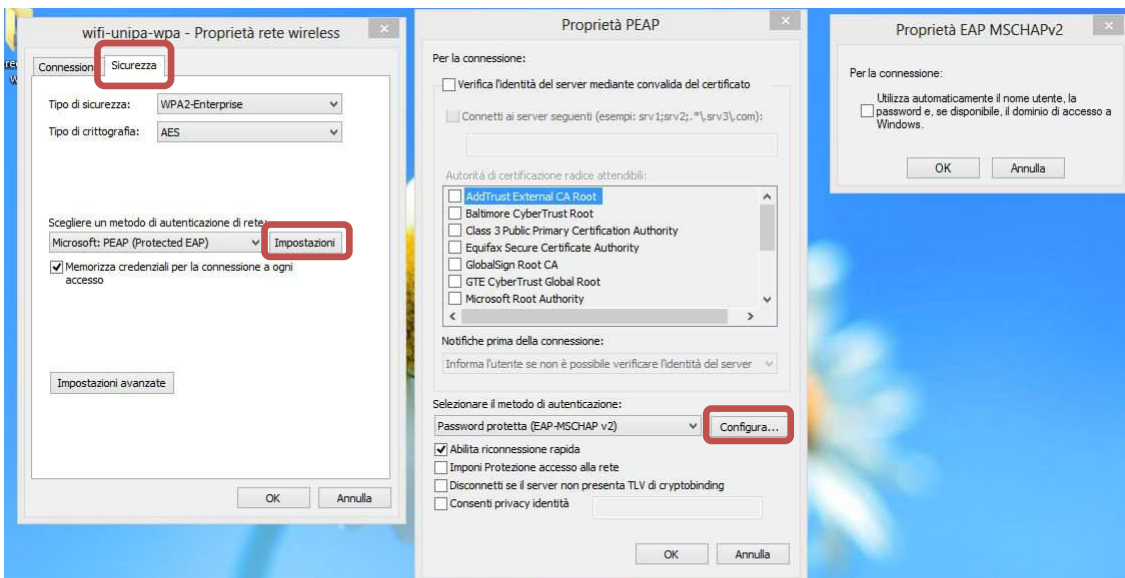 wifi-unipa-wpa - Proprietà rete wireless
Connessione
Sicurezza
Tipo di sicurezza:
WPA2-Enterprise
Tipo di crittografia:
AES
Scegliere un metodo di autenticazione di rete:
Microsoft: PEAP (Protected EAP)
Impostazioni
Memorizza credenziali per la connessione a ogni
accesso
Impostazioni avanzate
OK
Annulla
Proprietà PEAP
Per la connessione:
Verifica l'identità del server mediante convalida del certificato
Connetti ai server seguenti (esempi: srv1;srv2;.*\.srv3\.com):
Autorità di certificazione radice attendibili:
AddTrust External CA Root
Baltimore CyberTrust Root
Class 3 Public Primary Certification Authority
Equifax Secure Certificate Authority
GlobalSign Root CA
GTE CyberTrust Global Root
Microsoft Root Authority
Notifiche prima della connessione:
Informa l'utente se non è possibile verificare l'identità del server
Selezionare il metodo di autenticazione:
Password protetta (EAP-MSCHAP v2)
Configura...
Abilita riconnessione rapida
Imponi Protezione accesso alla rete
Disconnetti se il server non presenta TLV di cryptobinding
Consenti privacy identità
OK
Annulla
Proprietà EAP MSCHAPv2
Per la connessione:
Utilizza automaticamente il nome utente, la
password e, se disponibile, il dominio di accesso a
Windows.
OK
Annulla